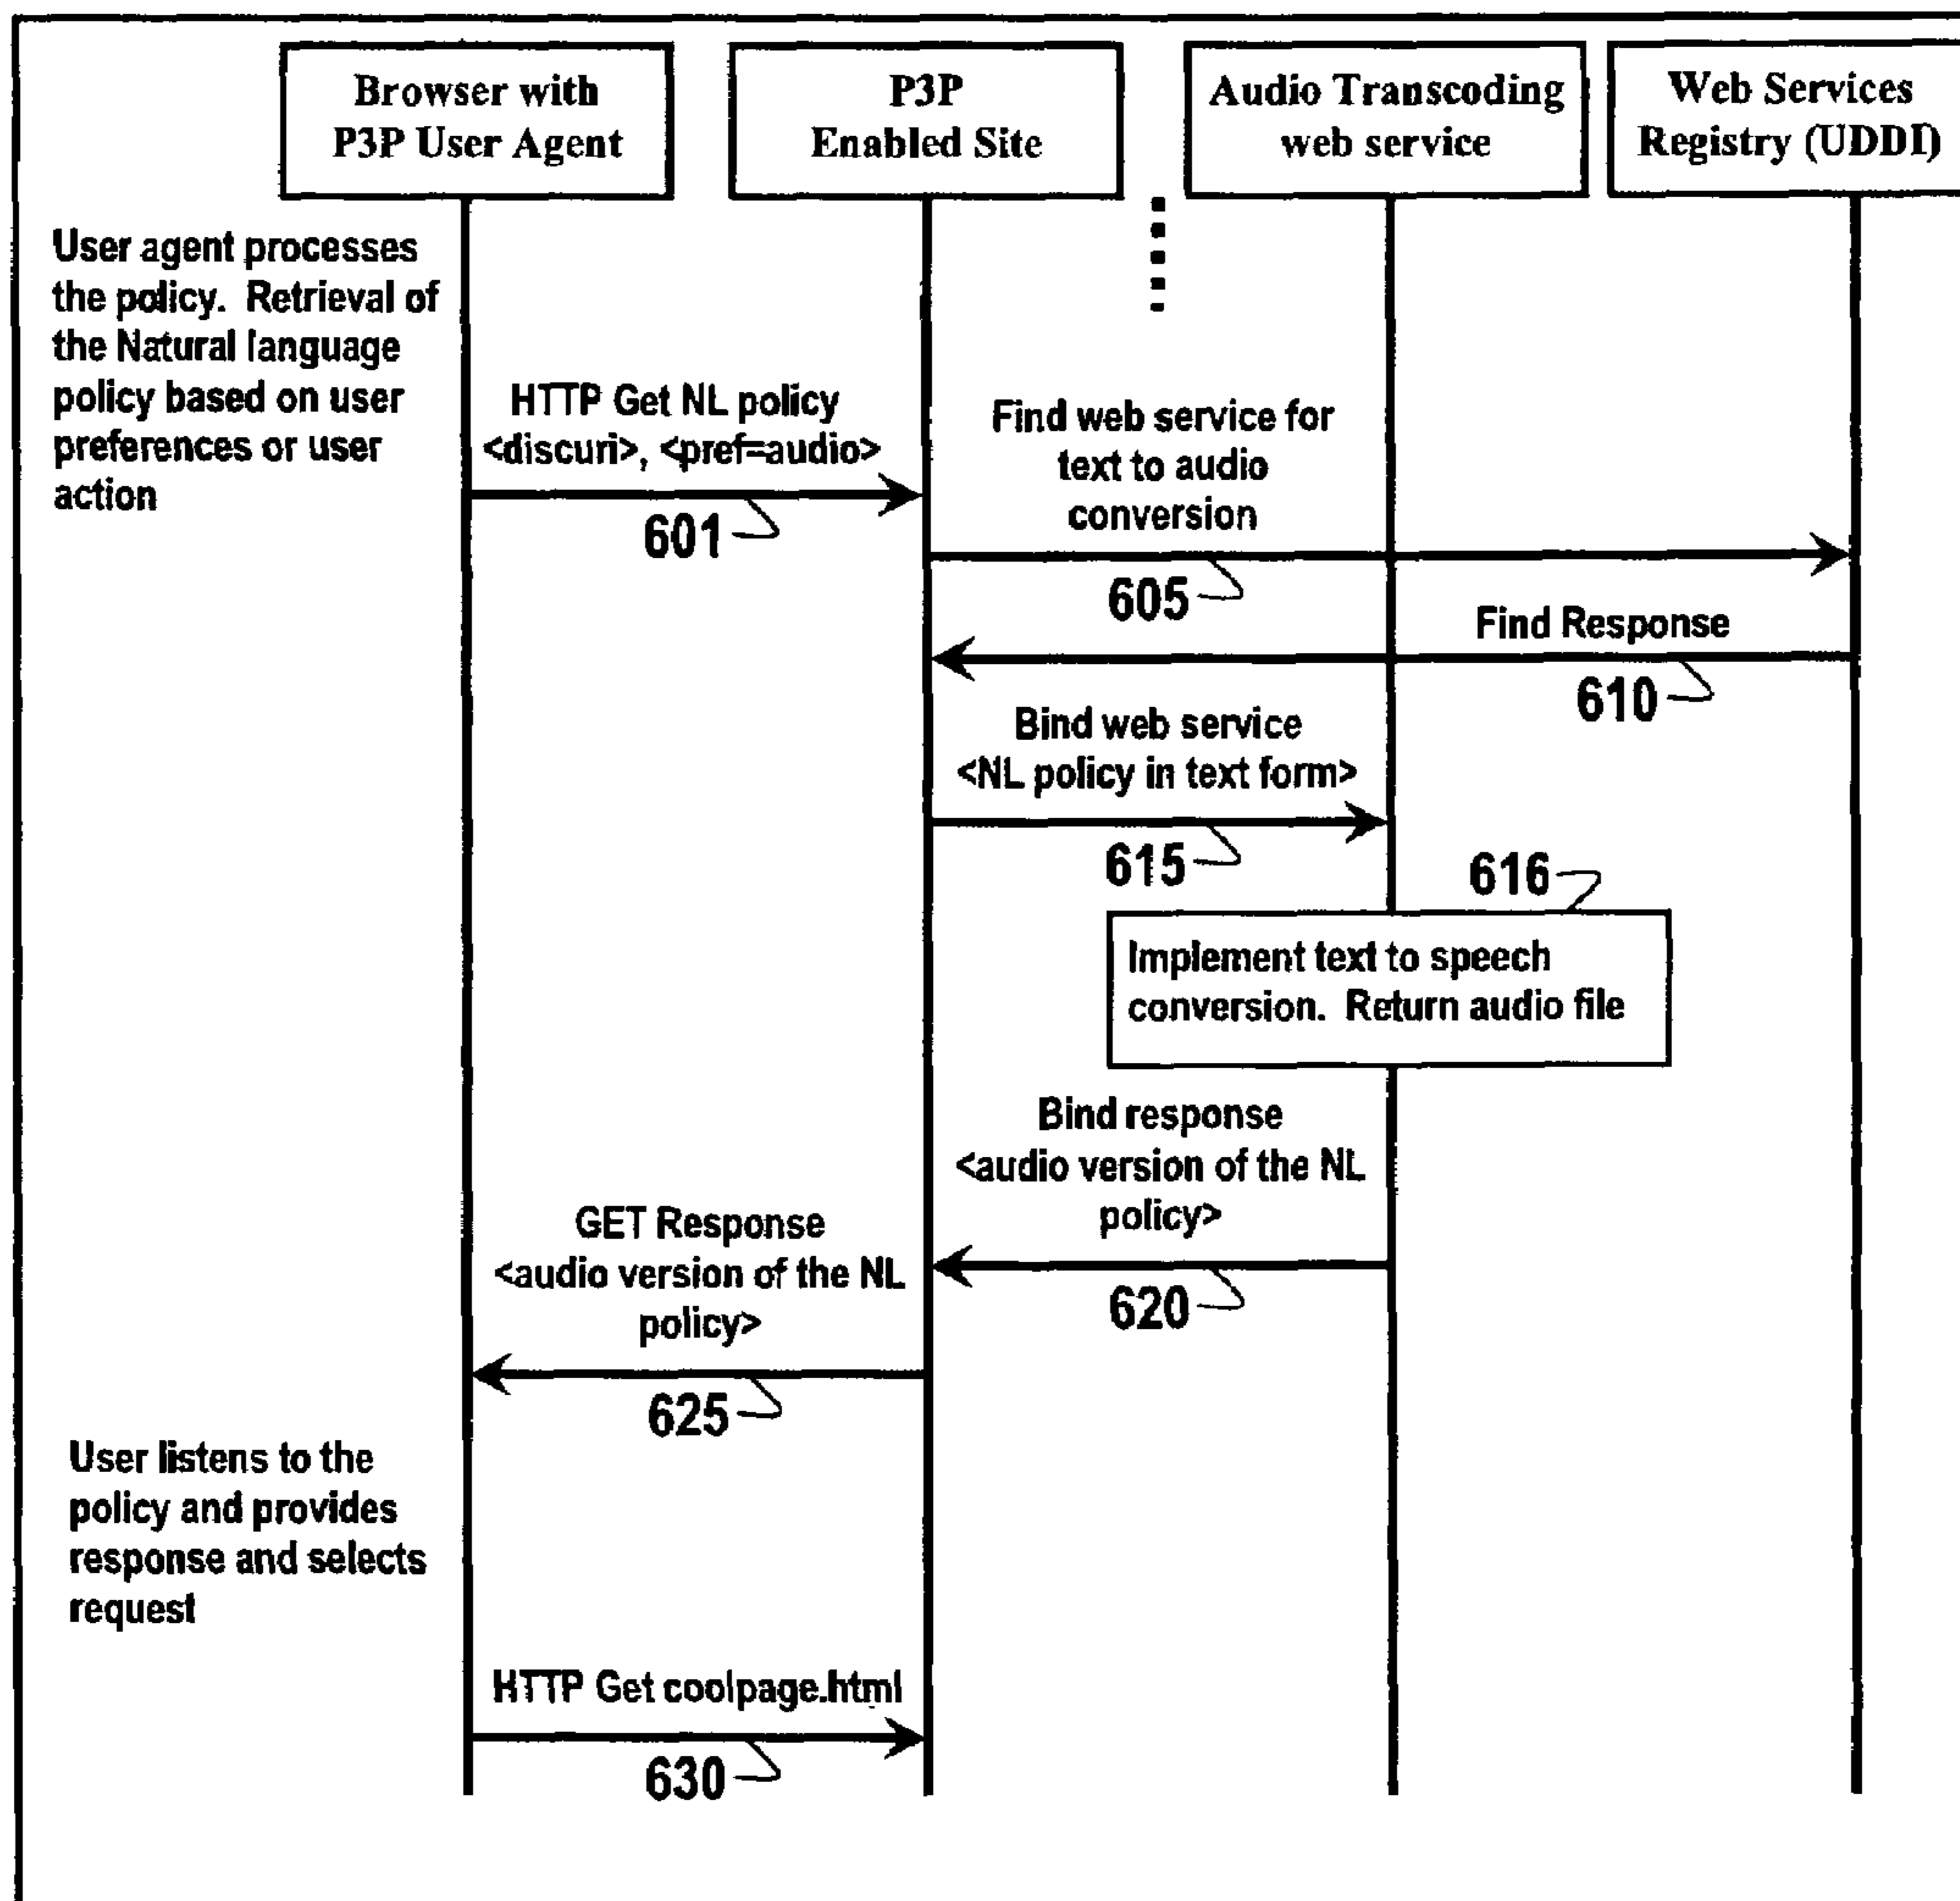 Browser with
P3P User Agent
P3P
Enabled Site
Audio Transcoding
web service
Web Services
Registry (UDDI)
User agent processes
the policy. Retrieval of
the Natural language
policy based on user
preferences or user
action
HTTP Get NL policy
<discuri>, <pref=audio>
601
Find web service for
text to audio
conversion
605
Find Response
610
Bind web service
<NL policy in text form>
615
616
Implement text to speech
conversion. Return audio file
Bind response
<audio version of the NL
policy>
620
GET Response
<audio version of the NL
policy>
625
User listens to the
policy and provides
response and selects
request
HTTP Get coolpage.html
630